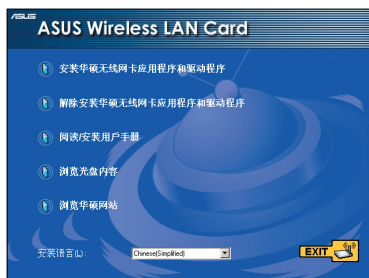 ASUS
ASUS Wireless LAN Card
安装华硕无线网卡应用程序和驱动程序
解除安装华硕无线网卡应用程序和驱动程序
阅读/安装用户手册
浏览光盘内容
浏览华硕网站
安装语言(L): Chinese(Simplified)
EXIT